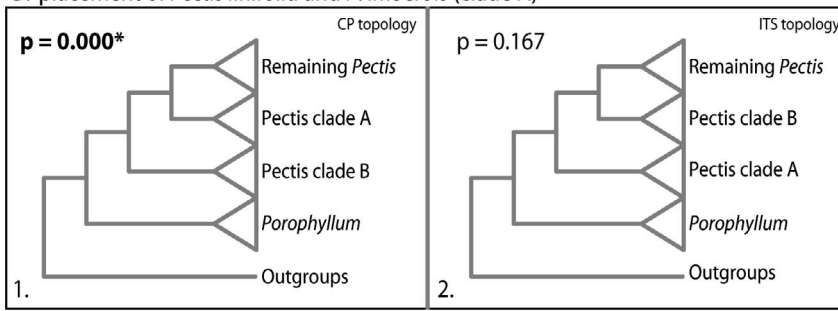 CP topology
p = 0.000*
Remaining Pectis
Pectis clade A
Pectis clade B
Porophyllum
Outgroups
1.
ITS topology
p = 0.167
Remaining Pectis
Pectis clade B
Pectis clade A
Porophyllum
Outgroups
2.